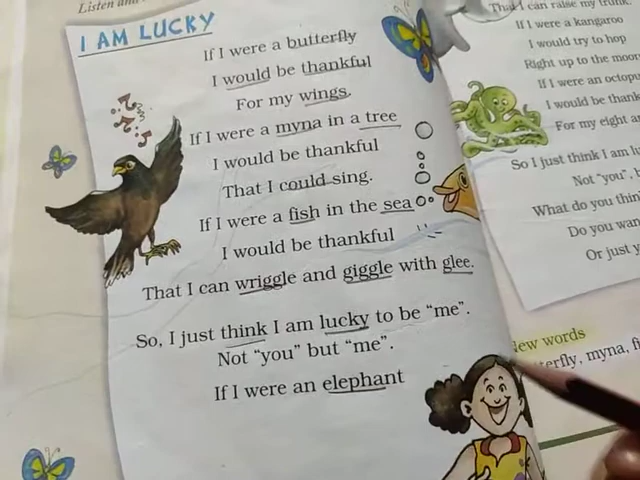 Listen and
I AM LUCKY
If I were a butterfly
I would be thankful
For my wings.
If I were a myna in a tree
I would be thankful
That I could sing.
If I were a fish in the sea
I would be thankful
That I can wriggle and giggle with glee.
So, I just think I am lucky to be “me”.
Not “you” but “me”.
If I were an elephant
That I can raise my trunk.
If I were a kangaroo
I would try to hop
Right up to the moon
If I were an octopu
I would be thank
For my eight ar
So I just think I am lu
Not “you”, b
What do you thin
Do you wan
Or just y
New words
tterfly, myna, fi